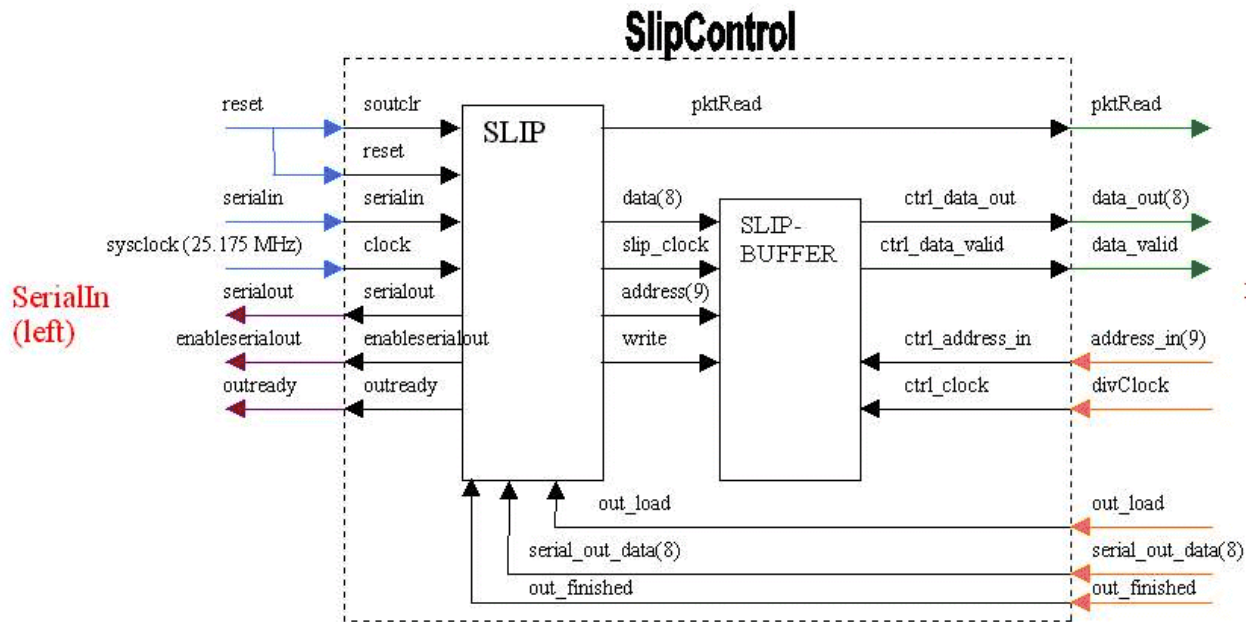 SlipControl
reset
soutclr
pktRead
pktRead
SLIP
reset
serialin
serialin
data(8)
ctrl_data_out
data_out(8)
SLIP-
BUFFER
sysclock (25.175 MHz)
clock
slip_clock
ctrl_data_valid
data_valid
SerialIn
(left)
serialout
serialout
address(9)
enableserialout
enableserialout
write
ctrl_address_in
address_in(9)
outready
outready
ctrl_clock
divClock
out_load
out_load
serial_out_data(8)
serial_out_data(8)
out_finished
out_finished